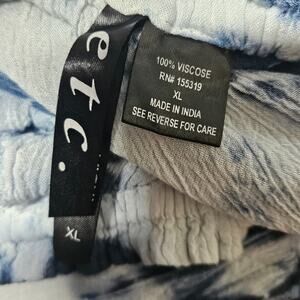 etc.
XL
100% VISCOSE
RN# 155319
XL
MADE IN INDIA
SEE REVERSE FOR CARE